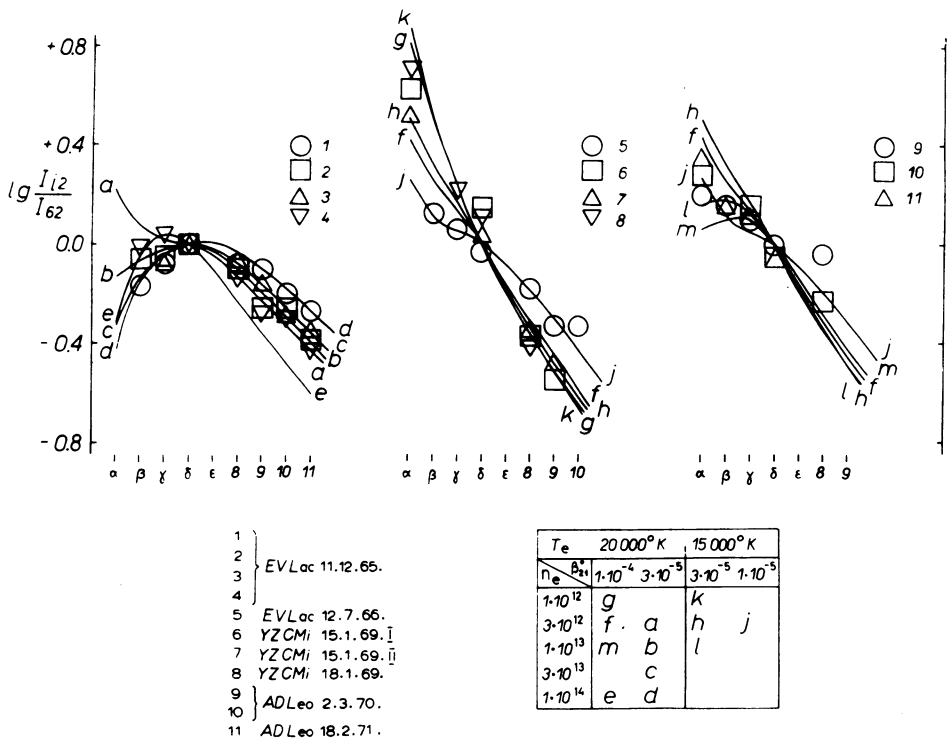 +0.8
+0.4
0.0
-0.4
-0.8
lg I_i2/I_62
a
b
e
c
d
d
c
b
a
e
1
2
3
4
α β γ δ ε 8 9 10 11
k
g
h
f
j
5
6
7
8
j
f
h
k g
α β γ δ ε 8 9 10
h
f
j
l
m
9
10
11
j
m
f
l h
α β γ δ ε 8 9
1
2
3
4
EV Lac 11.12.65.
5 EV Lac 12.7.66.
6 YZ CMi 15.1.69. I
7 YZ CMi 15.1.69. II
8 YZ CMi 18.1.69.
9
10
AD Leo 2.3.70.
11 AD Leo 18.2.71.
Te 20 000°K 15 000°K
ne β°21 1·10⁻⁴ 3·10⁻⁵ 3·10⁻⁵ 1·10⁻⁵
1·10¹² g k
3·10¹² f. a h j
1·10¹³ m b l
3·10¹³ c
1·10¹⁴ e d